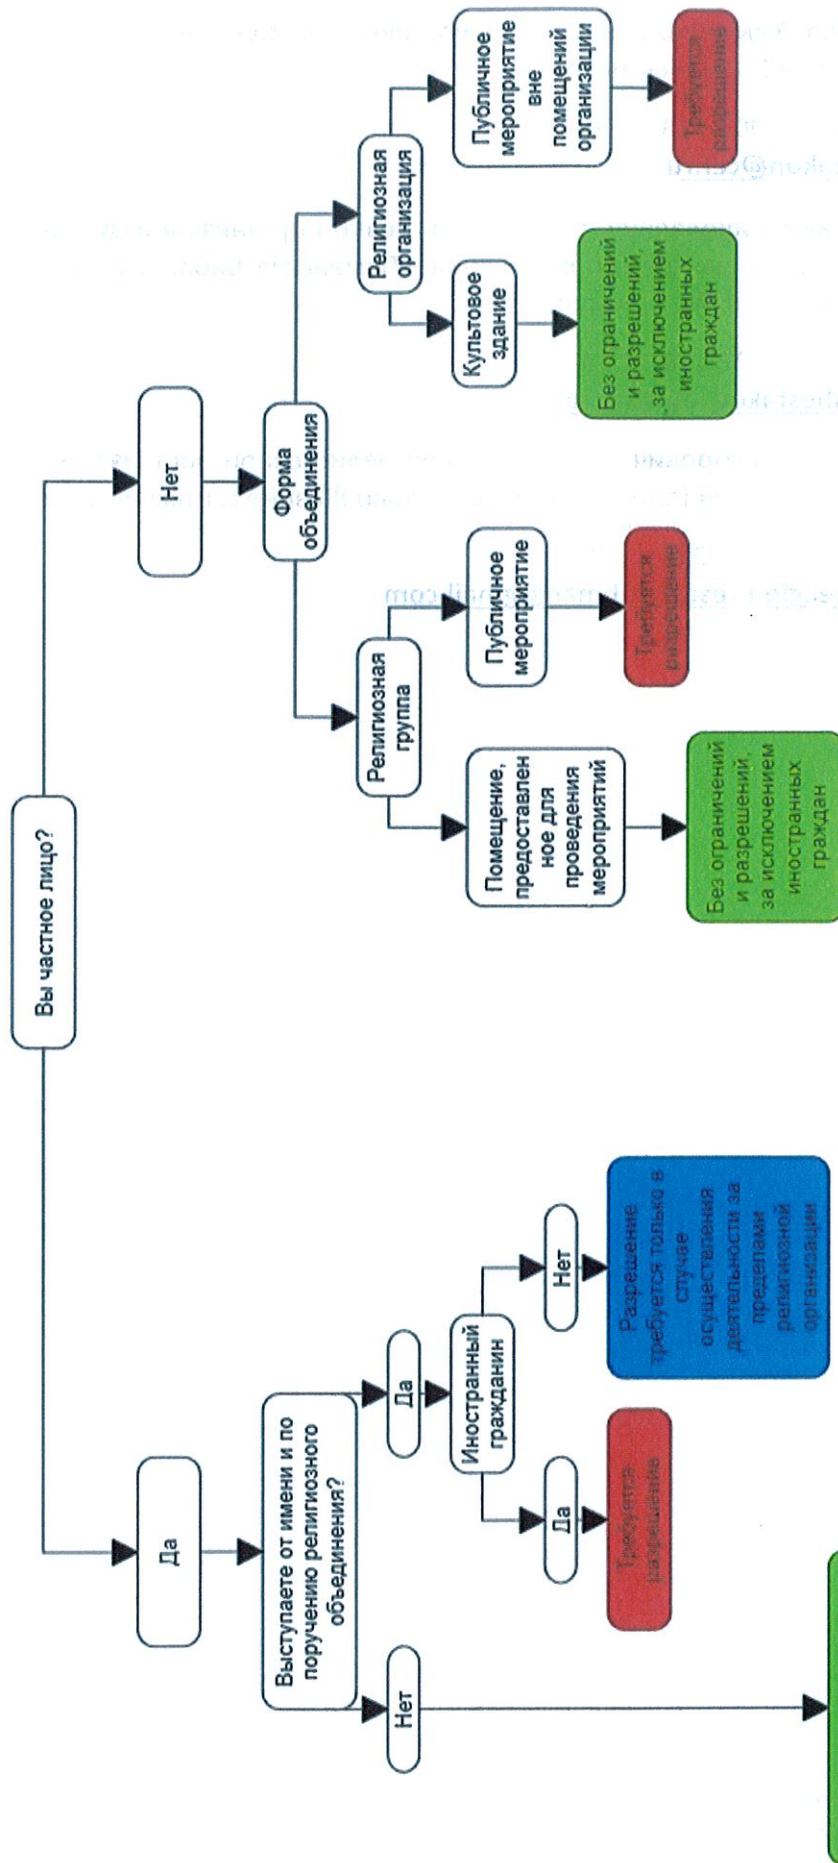 Вы частное лицо?
Да
Нет
Выступаете от имени и по
поручению религиозного
объединения?
Нет
Да
Иностранный
гражданин
Да
Нет
Требуется
разрешение
Разрешение
требуется только в
случае
осуществления
деятельности за
пределами
религиозной
организации
Форма
объединения
Религиозная
группа
Помещение,
предоставлен
ное для
проведения
мероприятий
Без ограничений
и разрешений,
за исключением
иностранных
граждан
Публичное
мероприятие
Требуется
разрешение
Религиозная
организация
Культовое
здание
Без ограничений
и разрешений,
за исключением
иностранных
граждан
Публичное
мероприятие
вне
помещений
организации
Требуется
разрешение